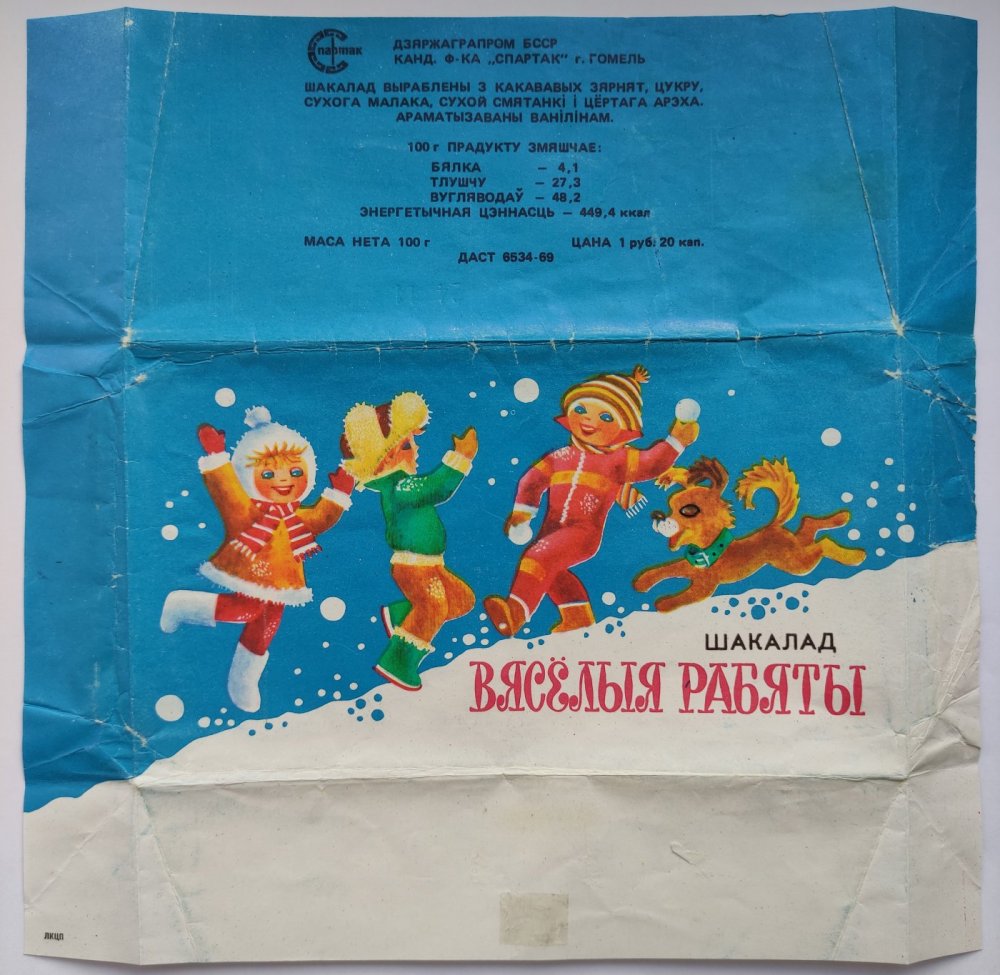 Спартак
ДЗЯРЖАГРАПРОМ БССР
КАНД. Ф-КА „СПАРТАК“ г. ГОМЕЛЬ
ШАКАЛАД ВЫРАБЛЕНЫ З КАКАВАВЫХ ЗЯРНЯТ, ЦУКРУ,
СУХОГА МАЛАКА, СУХОЙ СМЯТАНКІ І ЦЁРТАГА АРЭХА.
АРАМАТЫЗАВАНЫ ВАНІЛІНАМ.
100 г ПРАДУКТУ ЗМЯШЧАЕ:
БЯЛКА – 4,1
ТЛУШЧУ – 27,3
ВУГЛЯВОДАЎ – 48,2
ЭНЕРГЕТЫЧНАЯ ЦЭННАСЦЬ – 449,4 ккал
МАСА НЕТА 100 г ЦАНА 1 руб. 20 кап.
ДАСТ 6534-69
ШАКАЛАД
ВЯСЁЛЫЯ РАБЯТЫ
ЛКЦП